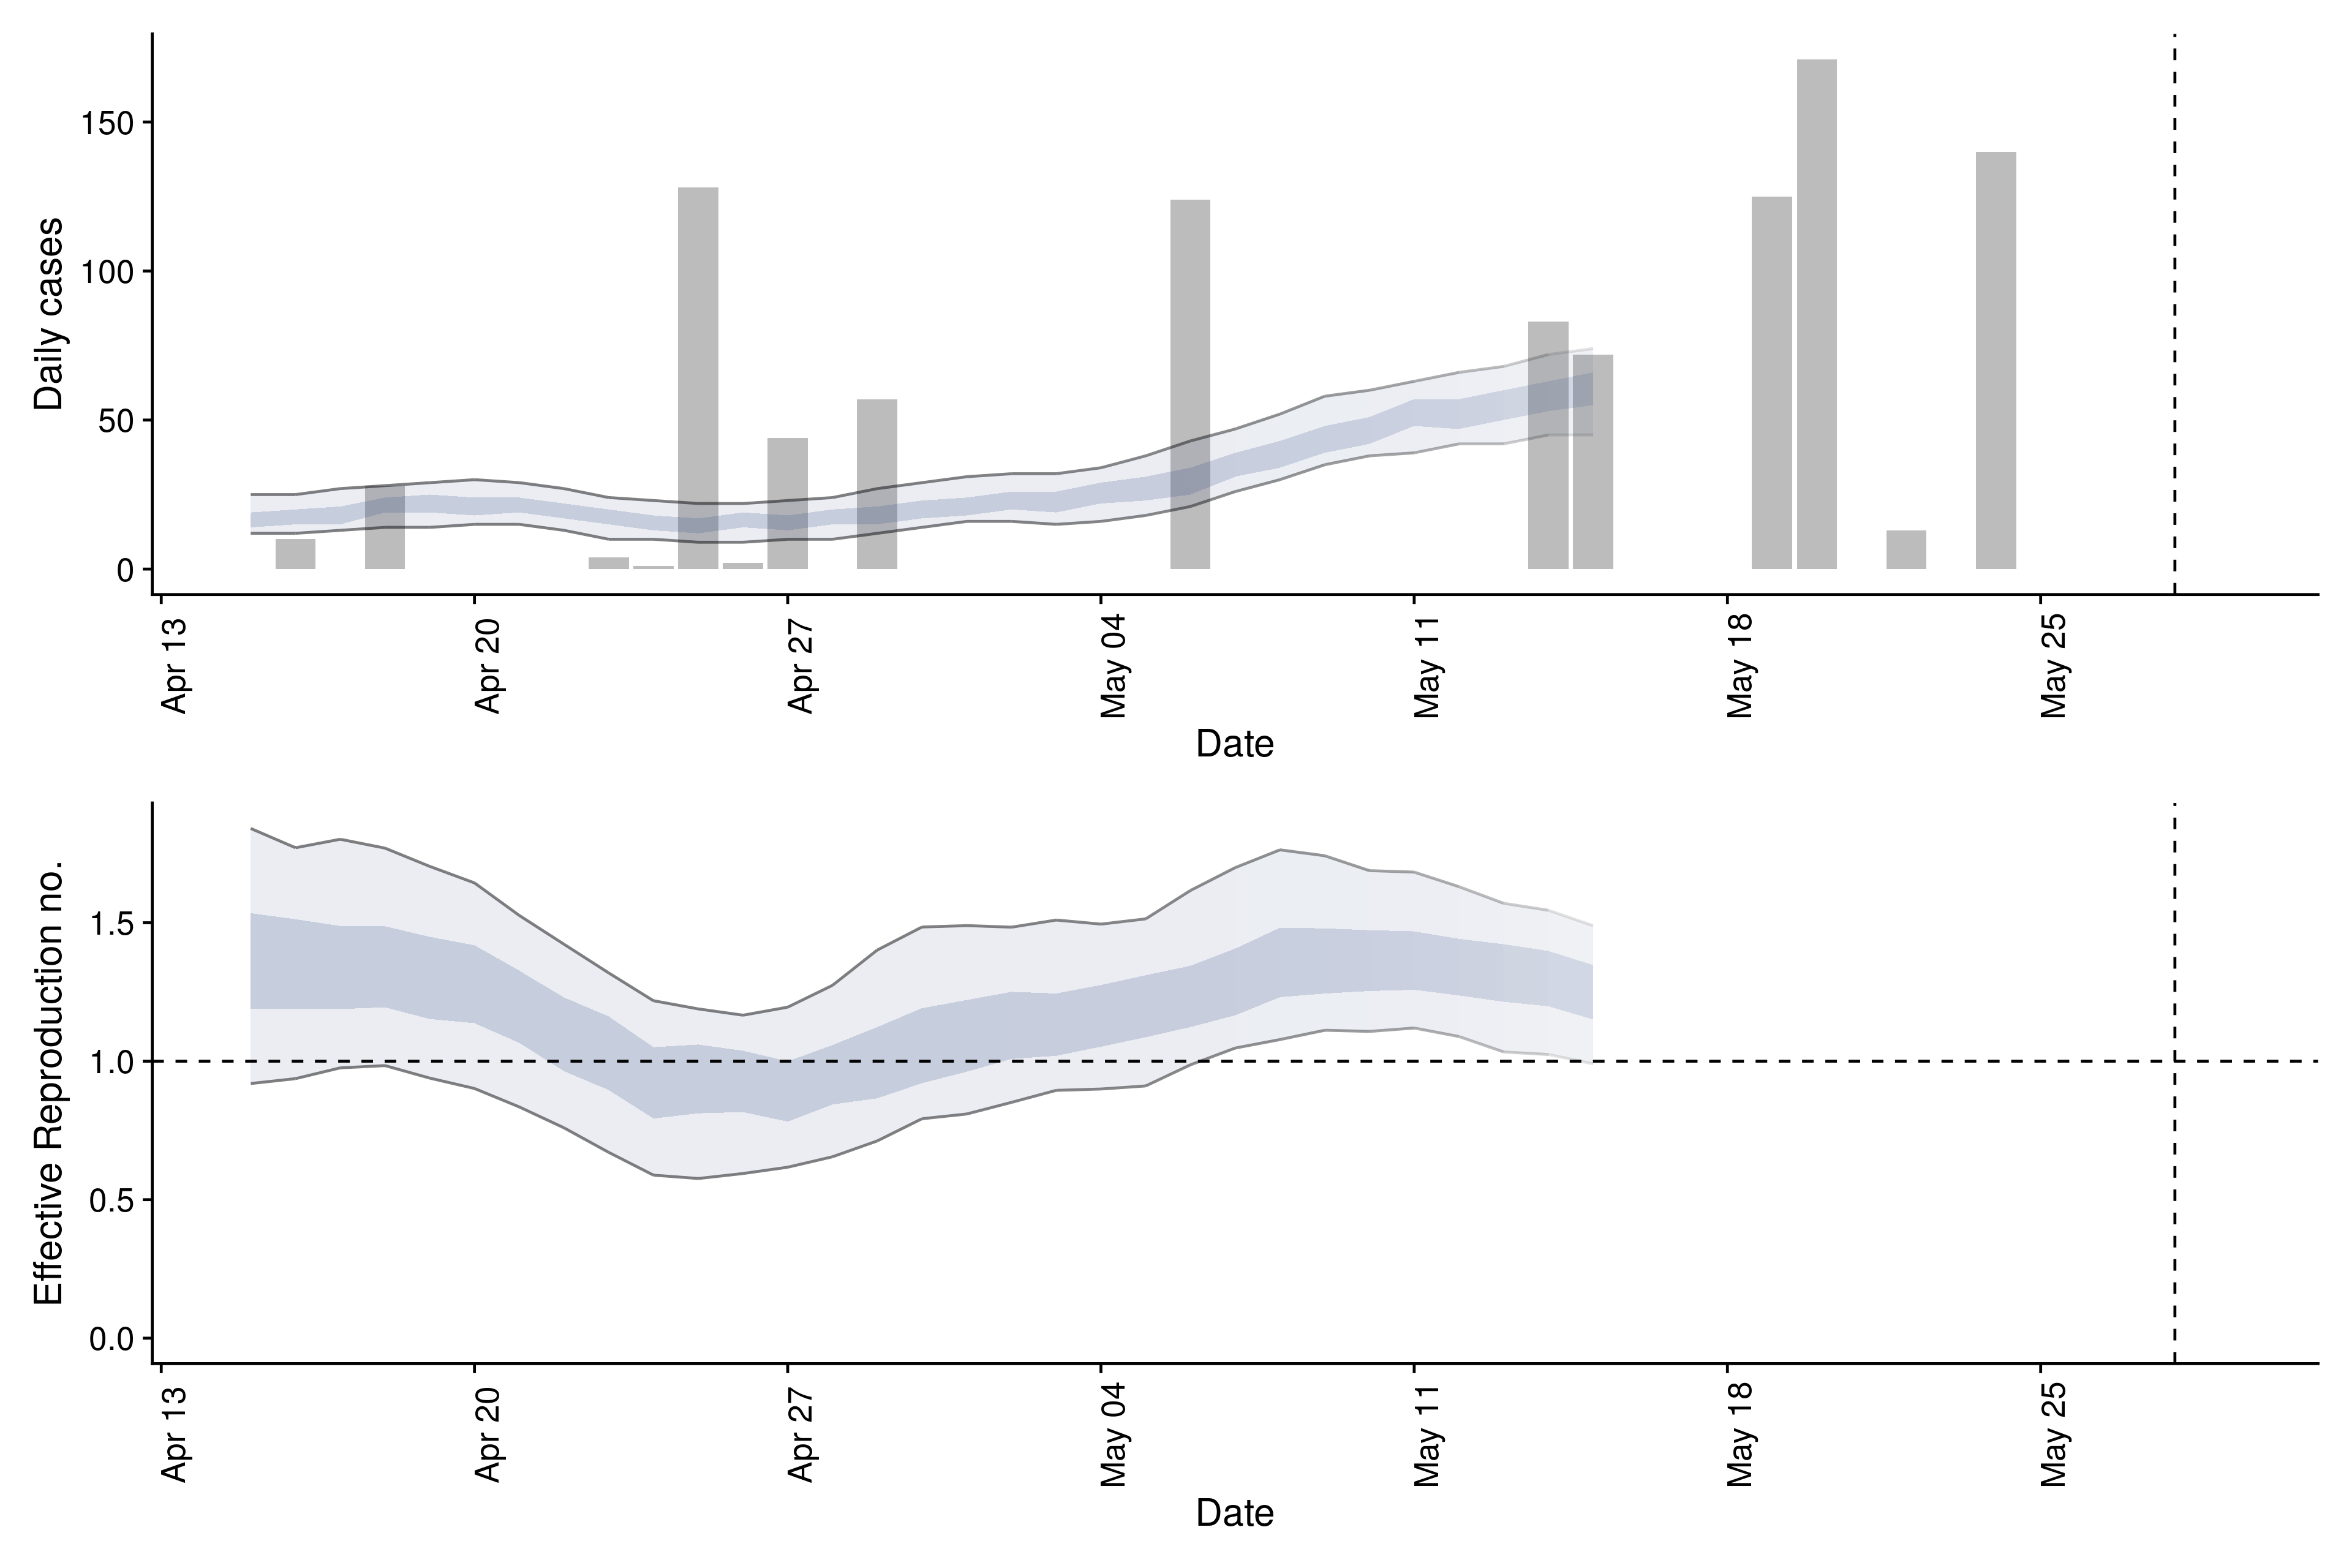 Daily cases
150
100
50
0
Apr 13
Apr 20
Apr 27
May 04
May 11
May 18
May 25
Date
Effective Reproduction no.
1.5
1.0
0.5
0.0
Apr 13
Apr 20
Apr 27
May 04
May 11
May 18
May 25
Date